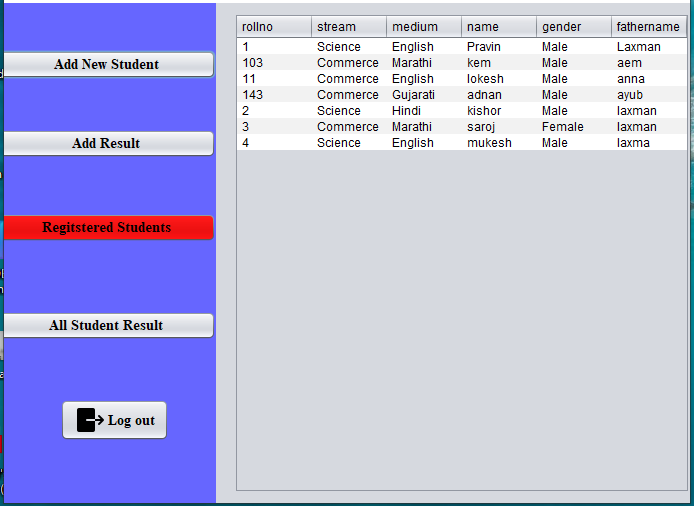 Add New Student
Add Result
Regitstered Students
All Student Result
Log out
rollno stream medium name gender fathername
1 Science English Pravin Male Laxman
103 Commerce Marathi kem Male aem
11 Commerce English lokesh Male anna
143 Commerce Gujarati adnan Male ayub
2 Science Hindi kishor Male laxman
3 Commerce Marathi saroj Female laxman
4 Science English mukesh Male laxma